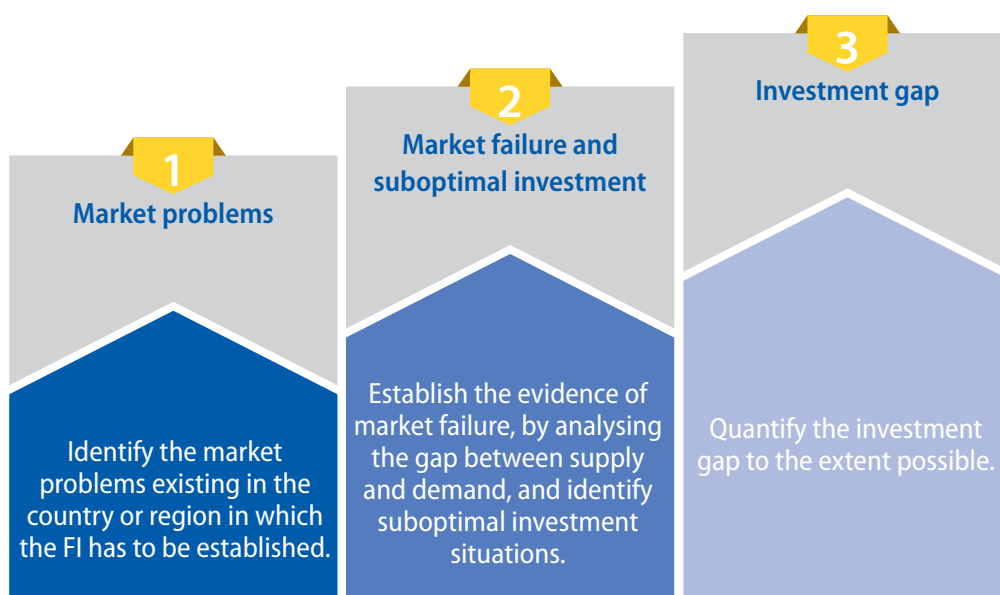 1
Market problems
Identify the market
problems existing in the
country or region in which
the FI has to be established.
2
Market failure and
suboptimal investment
Establish the evidence of
market failure, by analysing
the gap between supply
and demand, and identify
suboptimal investment
situations.
3
Investment gap
Quantify the investment
gap to the extent possible.